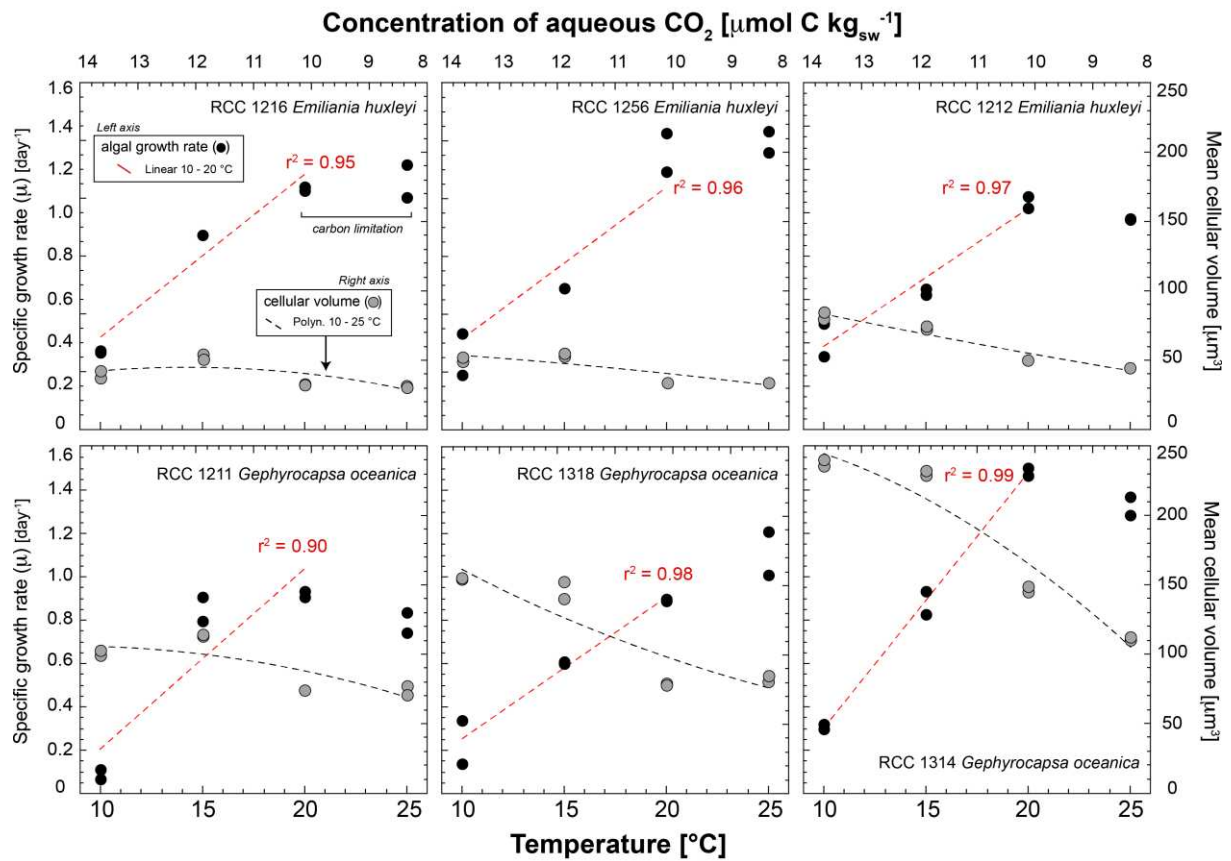 Concentration of aqueous CO₂ [μmol C kgsw⁻¹]
14 13 12 11 10 9 8 14 13 12 11 10 9 8 14 13 12 11 10 9 8
1.6 1.4 1.2 1.0 0.8 0.6 0.4 0.2 0
Specific growth rate (μ) [day⁻¹]
RCC 1216 Emiliania huxleyi
Left axis
algal growth rate (●)
Linear 10 - 20 °C
r² = 0.95
carbon limitation
Right axis
cellular volume (●)
Polyn. 10 - 25 °C
RCC 1256 Emiliania huxleyi
r² = 0.96
RCC 1212 Emiliania huxleyi
r² = 0.97
250 200 150 100 50 0
Mean cellular volume [μm³]
1.6 1.4 1.2 1.0 0.8 0.6 0.4 0.2 0
Specific growth rate (μ) [day⁻¹]
RCC 1211 Gephyrocapsa oceanica
r² = 0.90
RCC 1318 Gephyrocapsa oceanica
r² = 0.98
r² = 0.99
RCC 1314 Gephyrocapsa oceanica
250 200 150 100 50 0
Mean cellular volume [μm³]
10 15 20 25 10 15 20 25 10 15 20 25
Temperature [°C]